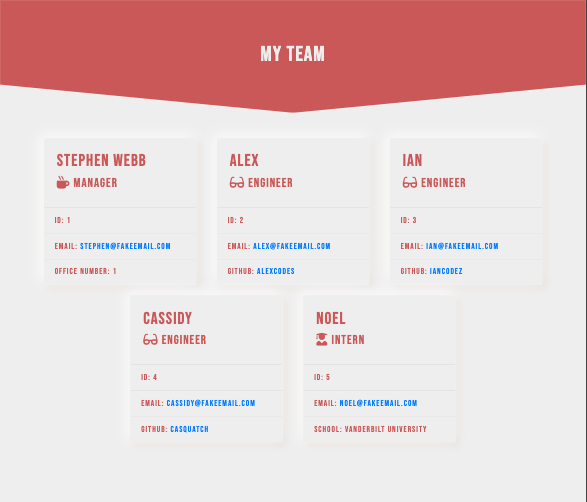 MY TEAM
STEPHEN WEBB
MANAGER
ID: 1
EMAIL: STEPHEN@FAKEEMAIL.COM
OFFICE NUMBER: 1
ALEX
ENGINEER
ID: 2
EMAIL: ALEX@FAKEEMAIL.COM
GITHUB: ALEXCODES
IAN
ENGINEER
ID: 3
EMAIL: IAN@FAKEEMAIL.COM
GITHUB: IANCODEZ
CASSIDY
ENGINEER
ID: 4
EMAIL: CASSIDY@FAKEEMAIL.COM
GITHUB: CASQUATCH
NOEL
INTERN
ID: 5
EMAIL: NOEL@FAKEEMAIL.COM
SCHOOL: VANDERBILT UNIVERSITY